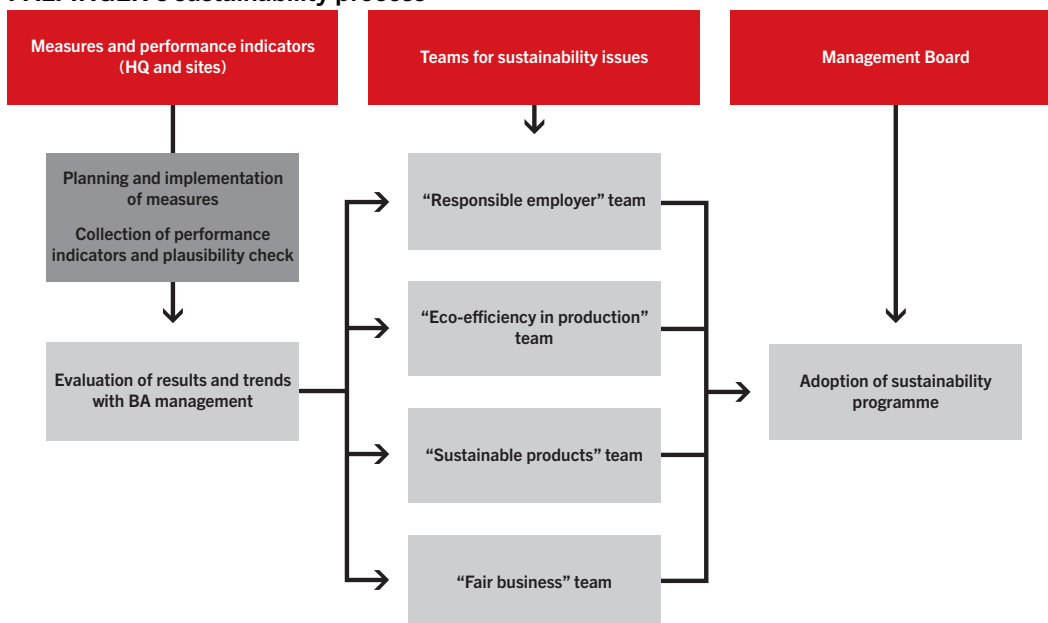 sustainability process
Measures and performance indicators
(HQ and sites)
Teams for sustainability issues
Management Board
Planning and implementation
of measures
Collection of performance
indicators and plausibility check
Evaluation of results and trends
with BA management
“Responsible employer” team
“Eco-efficiency in production”
team
“Sustainable products” team
“Fair business” team
Adoption of sustainability
programme